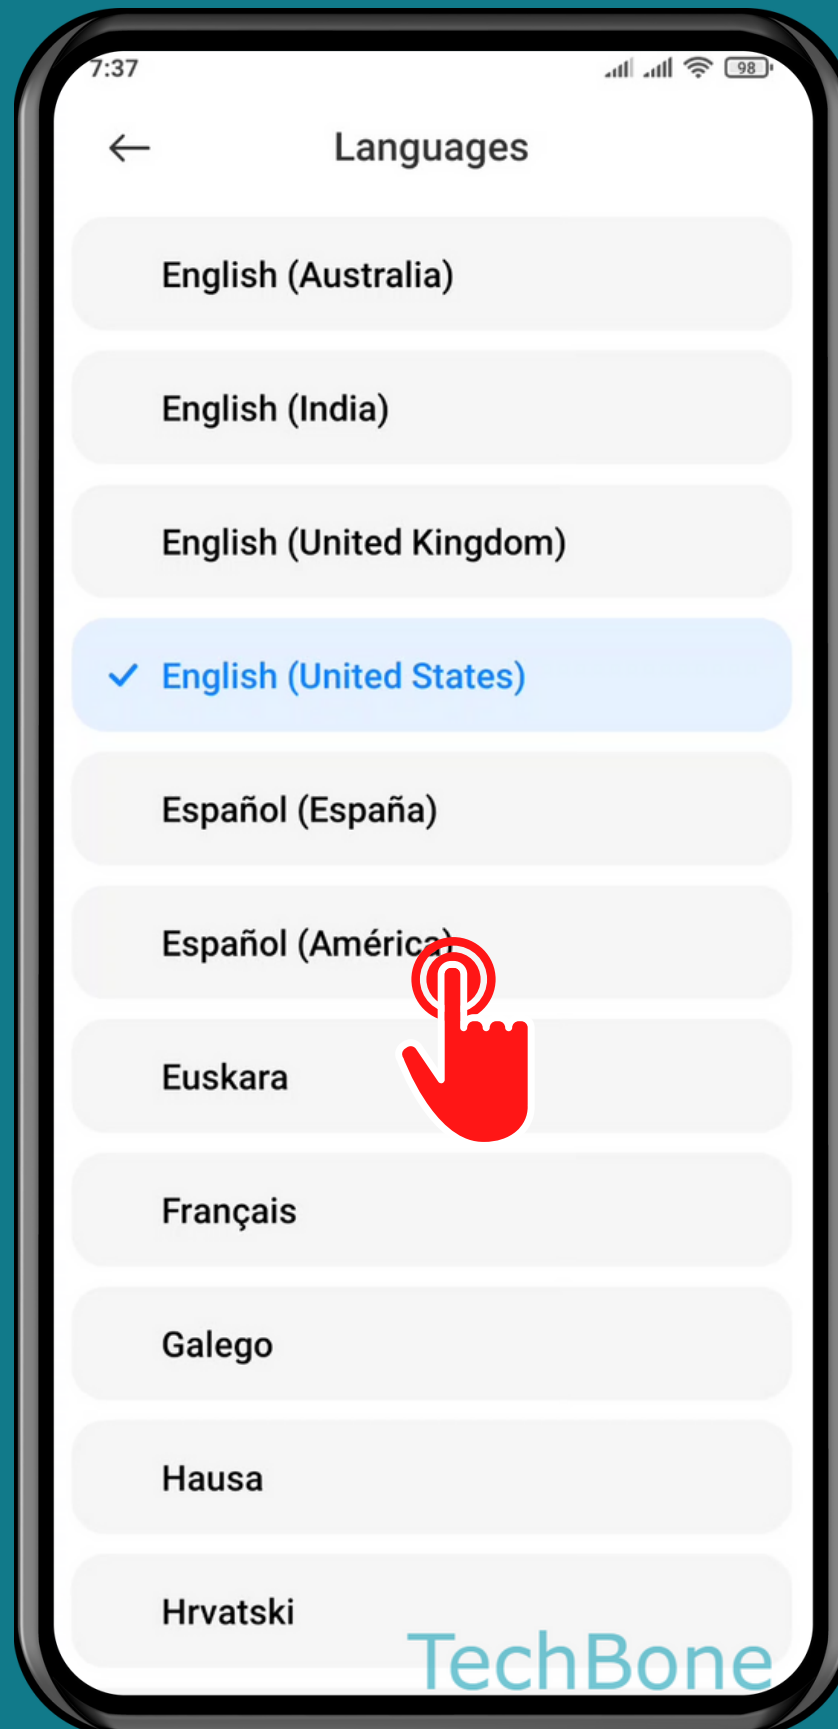 7:37
98
Languages
English (Australia)
English (India)
English (United Kingdom)
English (United States)
Español (España)
Español (América)
Euskara
Français
Galego
Hausa
Hrvatski
TechBone